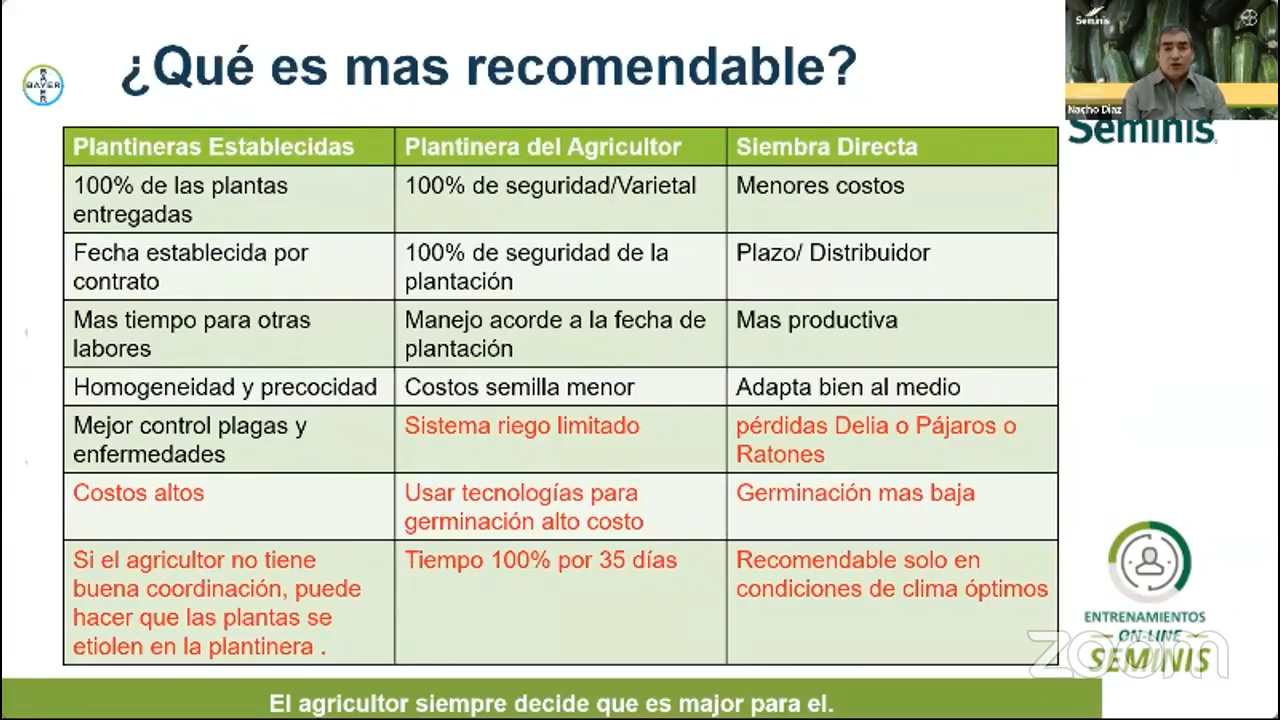 ¿Qué es mas recomendable?
BAYER
BAYER
Seminis
Nacho Diaz
Seminis
Plantineras Establecidas
Plantinera del Agricultor
Siembra Directa
100% de las plantas
entregadas
100% de seguridad/Varietal
Menores costos
Fecha establecida por
contrato
100% de seguridad de la
plantación
Plazo/ Distribuidor
Mas tiempo para otras
labores
Manejo acorde a la fecha de
plantación
Mas productiva
Homogeneidad y precocidad
Costos semilla menor
Adapta bien al medio
Mejor control plagas y
enfermedades
Sistema riego limitado
pérdidas Delia o Pájaros o
Ratones
Costos altos
Usar tecnologías para
germinación alto costo
Germinación mas baja
Si el agricultor no tiene
buena coordinación, puede
hacer que las plantas se
etiolen en la plantinera .
Tiempo 100% por 35 días
Recomendable solo en
condiciones de clima óptimos
ENTRENAMIENTOS
ON-LINE
SEMINIS
zoom
El agricultor siempre decide que es major para el.